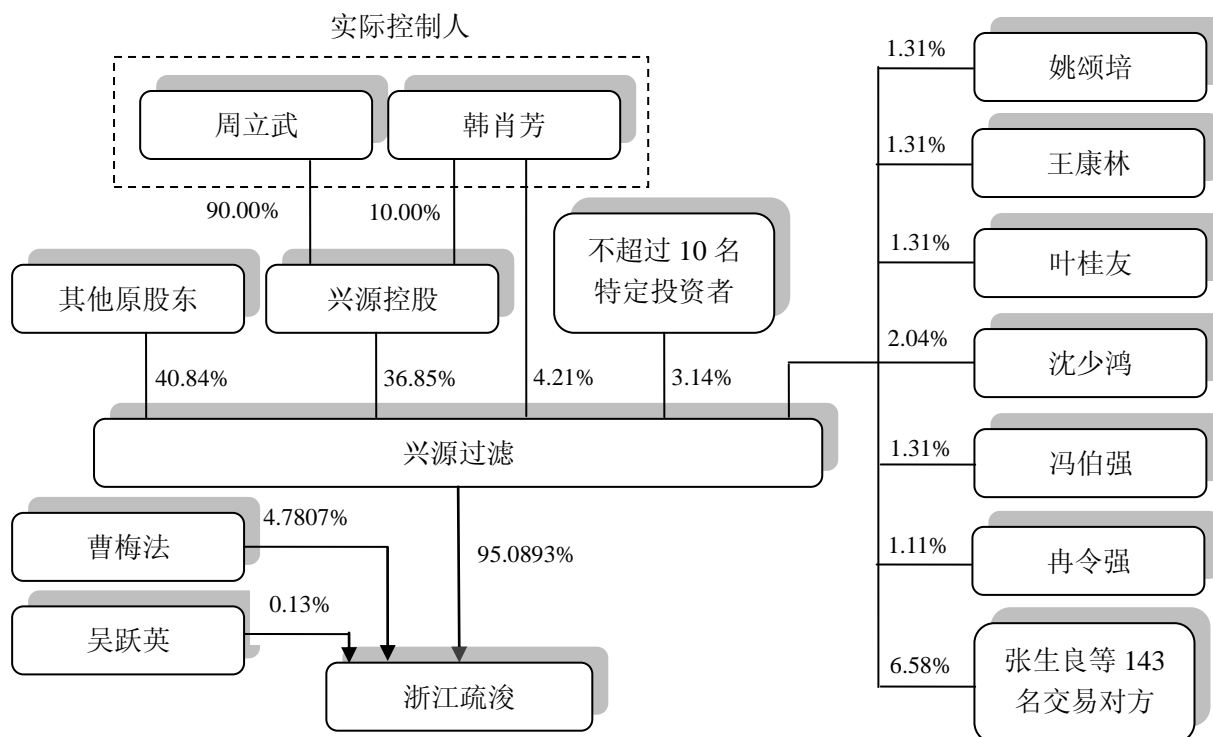 实际控制人
周立武
韩肖芳
90.00%
10.00%
其他原股东
兴源控股
不超过 10 名
特定投资者
40.84%
36.85%
4.21%
3.14%
兴源过滤
1.31%
姚颂培
1.31%
王康林
1.31%
叶桂友
2.04%
沈少鸿
1.31%
冯伯强
1.11%
冉令强
6.58%
张生良等 143
名交易对方
曹梅法
4.7807%
95.0893%
吴跃英
0.13%
浙江疏浚